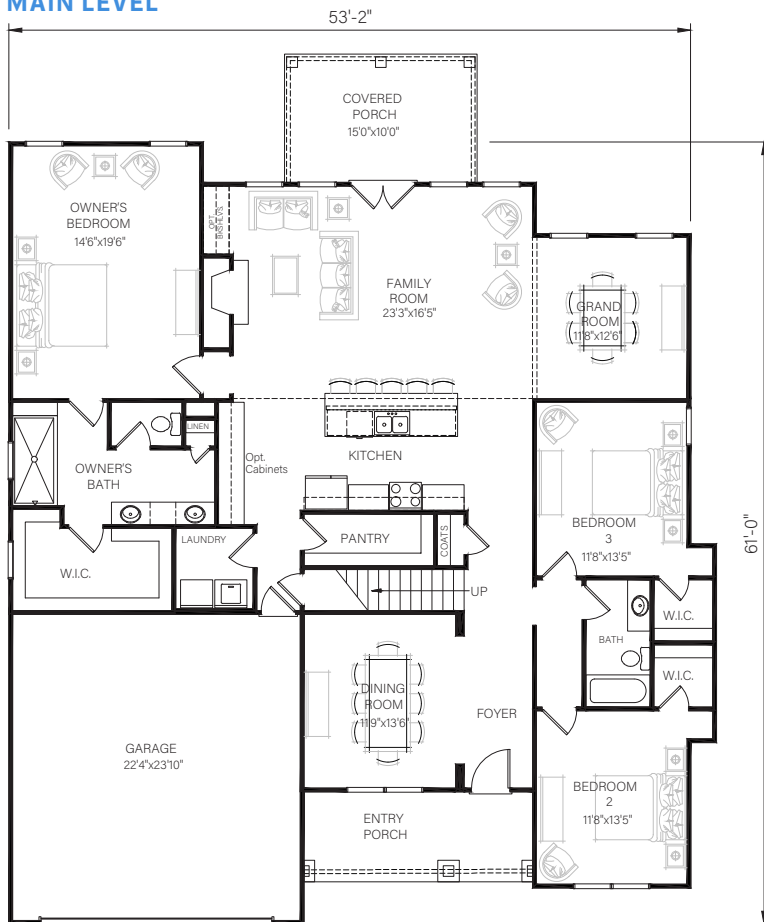 MAIN LEVEL
53'-2"
COVERED
PORCH
15'0"x10'0"
OWNER'S
BEDROOM
14'6"x19'6"
OPT.
BKSHLVS
FAMILY
ROOM
23'3"x16'5"
GRAND
ROOM
11'8"x12'6"
LINEN
OWNER'S
BATH
Opt.
Cabinets
KITCHEN
BEDROOM
3
11'8"x13'5"
61'-0"
LAUNDRY
PANTRY
COATS
W.I.C.
UP
BATH
W.I.C.
W.I.C.
DINING
ROOM
11'9"x13'6"
FOYER
GARAGE
22'4"x23'10"
BEDROOM
2
11'8"x13'5"
ENTRY
PORCH